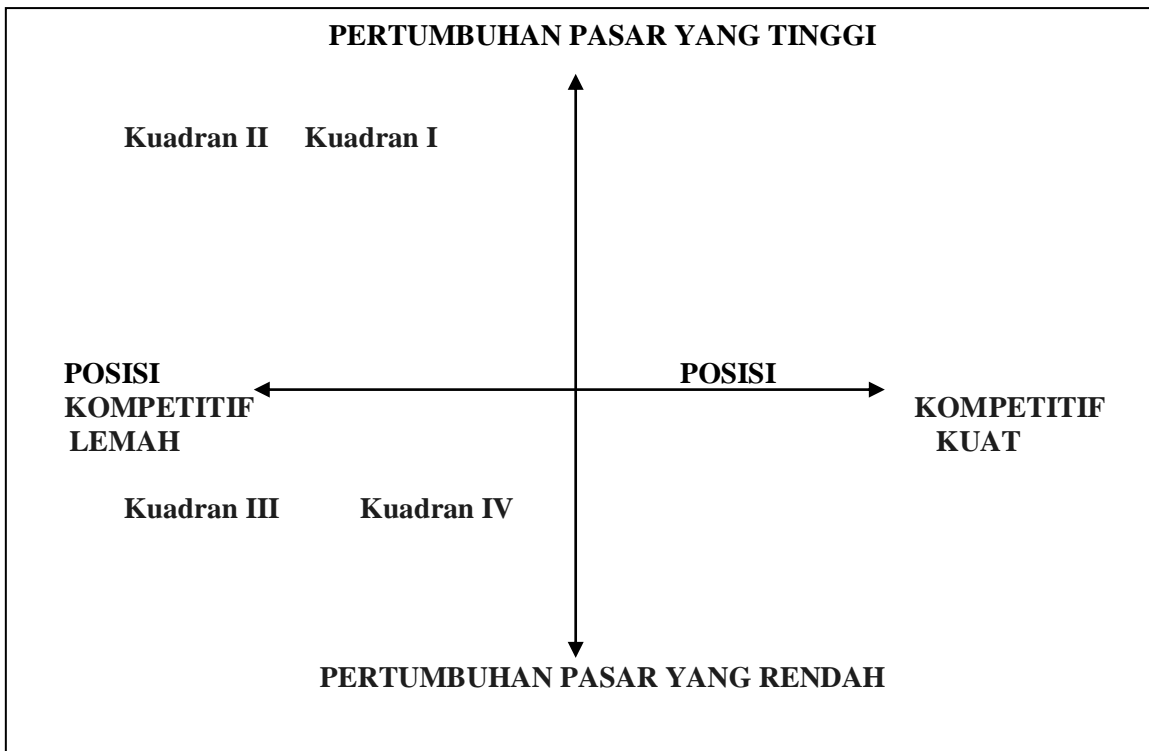 PERTUMBUHAN PASAR YANG TINGGI
Kuadran II Kuadran I
POSISI POSISI
KOMPETITIF KOMPETITIF
LEMAH KUAT
Kuadran III Kuadran IV
PERTUMBUHAN PASAR YANG RENDAH